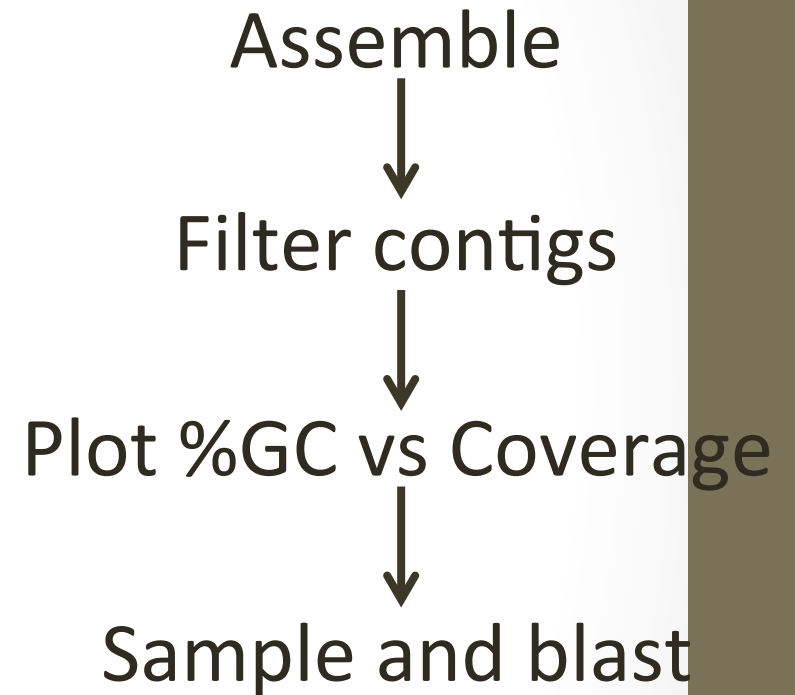 Assemble
Filter contigs
Plot %GC vs Coverage
Sample and blast